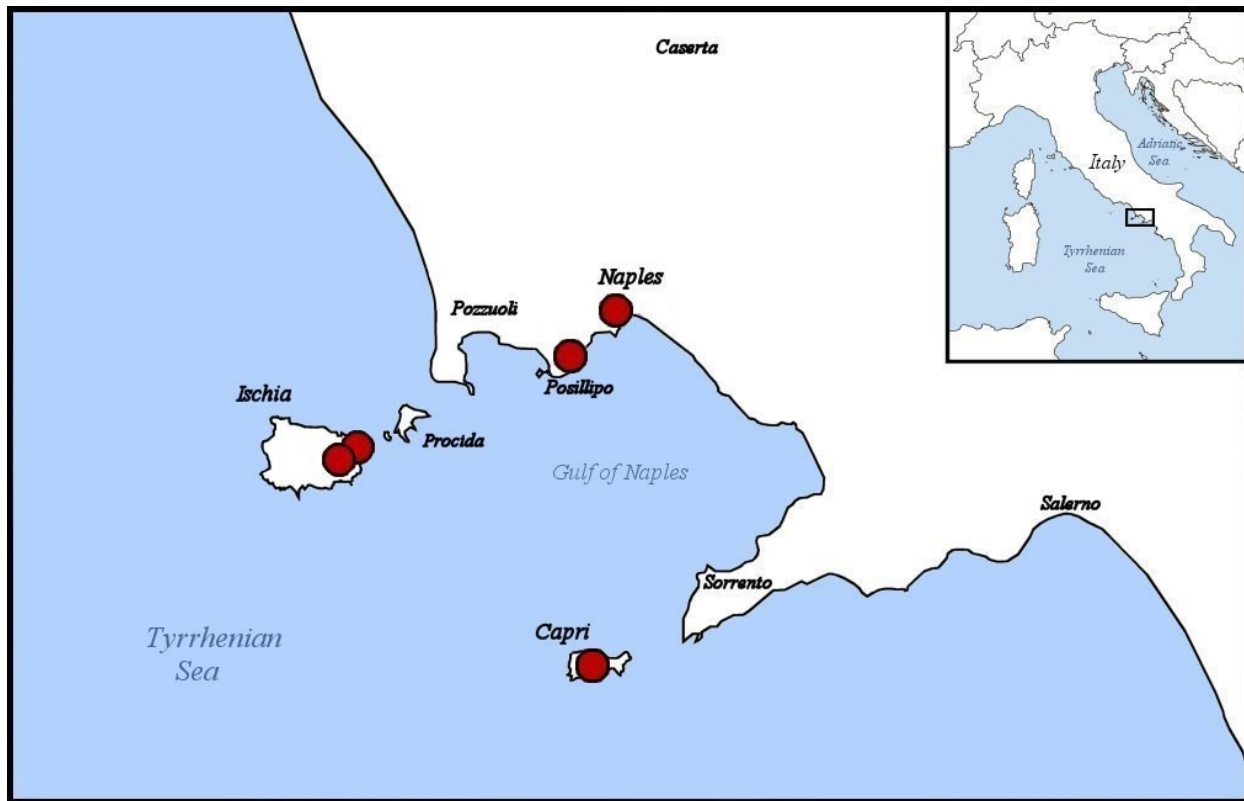 Caserta
Adriatic
Sea
Italy
Tyrrhenian
Sea
Naples
Pozzuoli
Posillipo
Ischia
Procida
Gulf of Naples
Salerno
Sorrento
Capri
Tyrrhenian
Sea